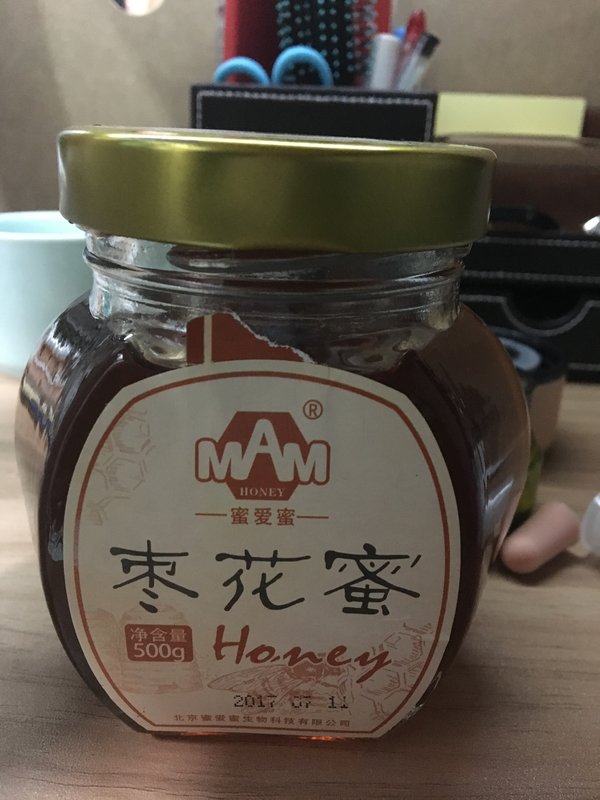 ®
MAM
HONEY
蜜爱蜜
枣花蜜
净含量
500g
Honey
2017 07 11
北京蜜爱蜜生物科技有限公司